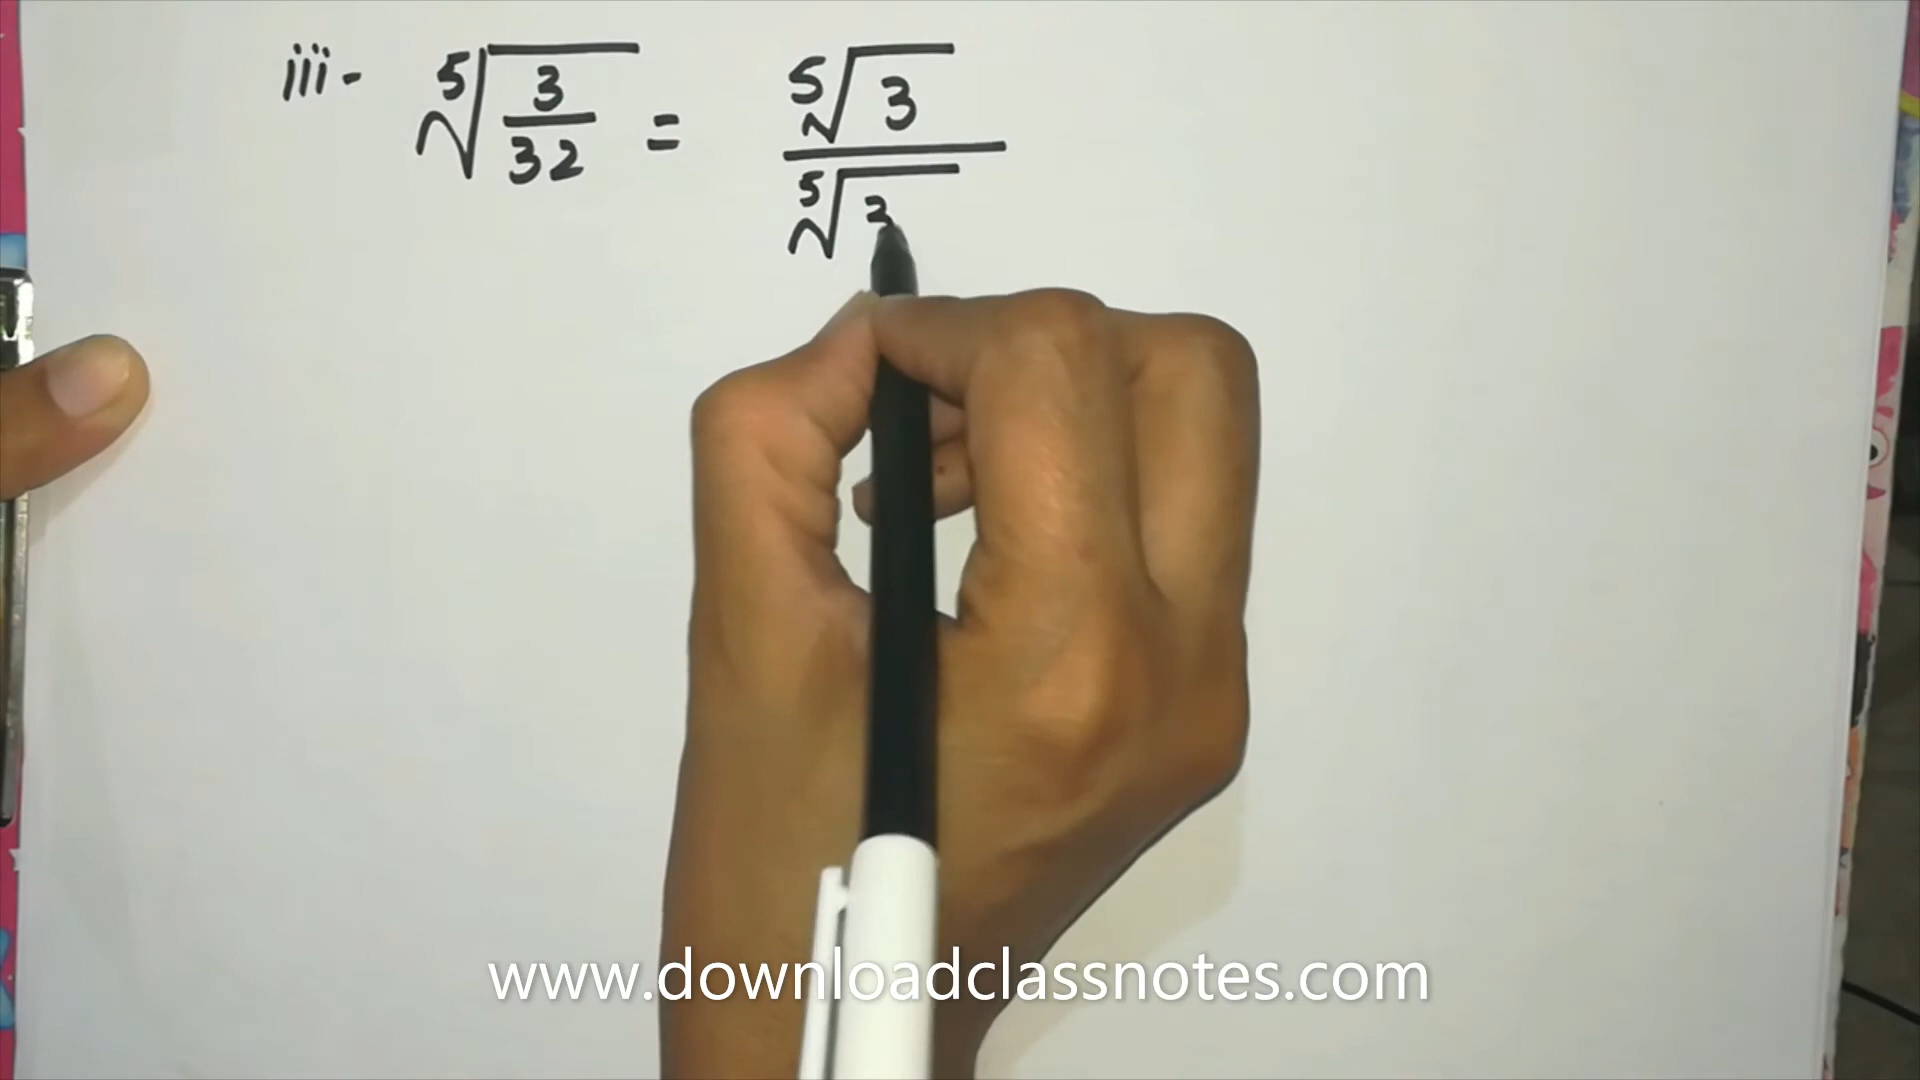 iii- ⁵√(3/32) = ⁵√3 / ⁵√3
www.downloadclassnotes.com